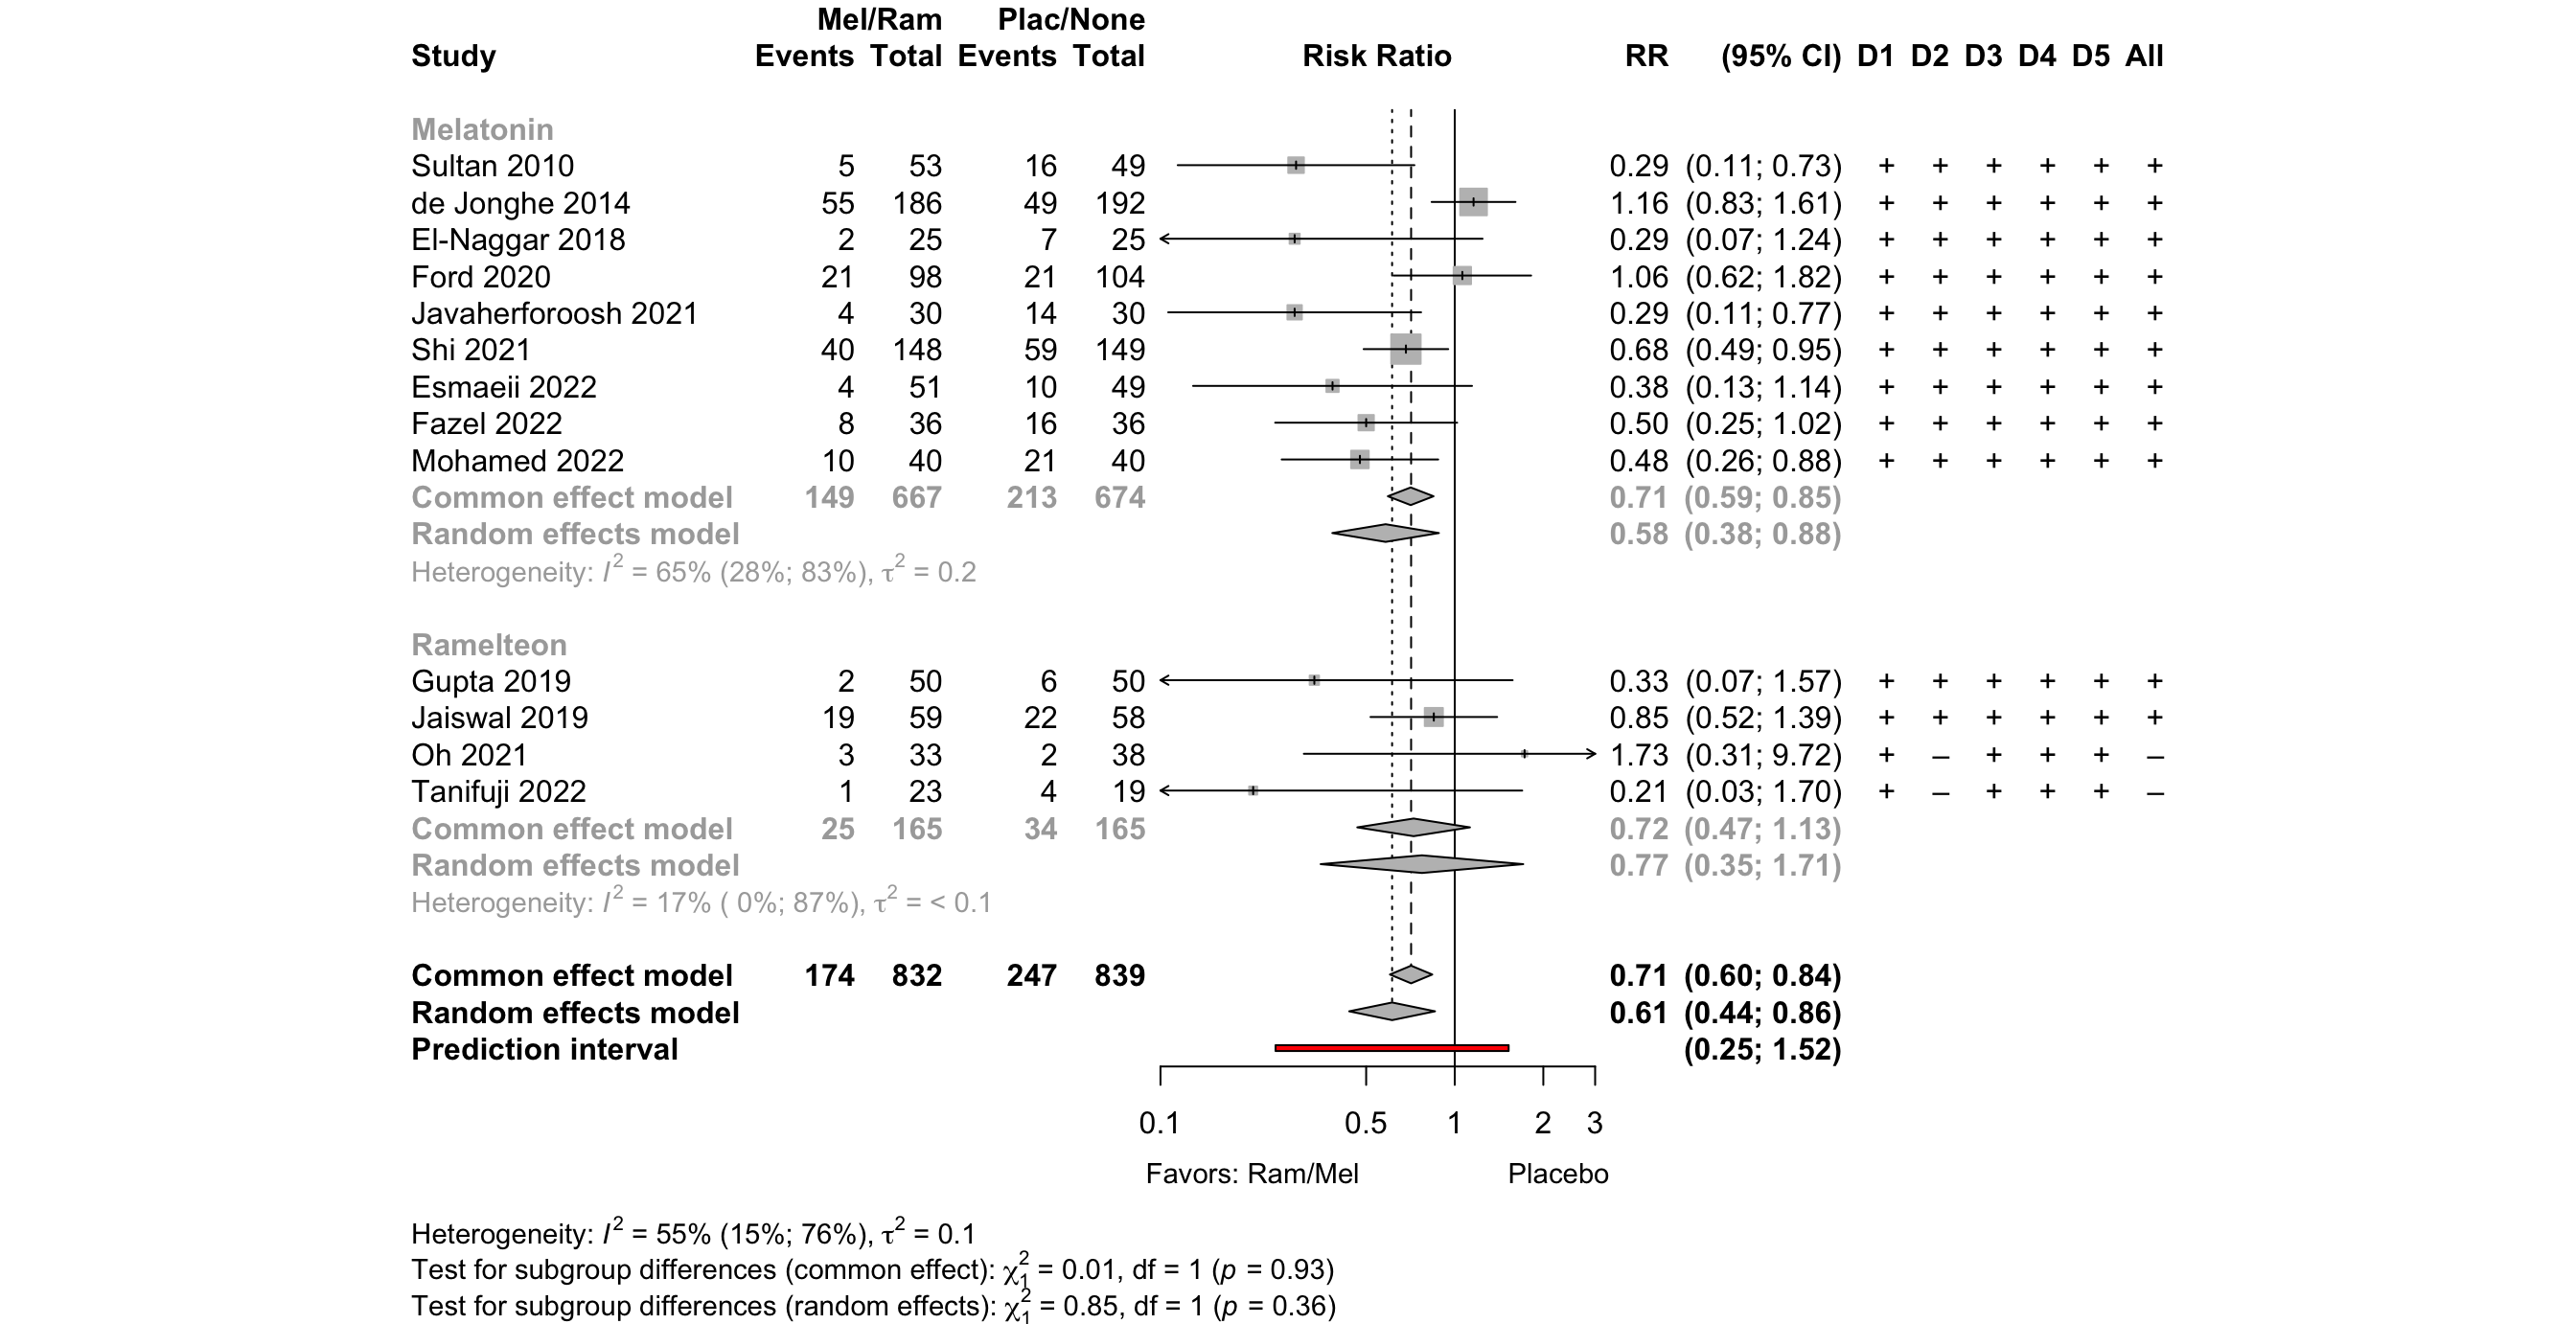 Mel/Ram Plac/None
Study Events Total Events Total Risk Ratio RR (95% CI) D1 D2 D3 D4 D5 All
Melatonin
Sultan 2010 5 53 16 49 0.29 (0.11; 0.73) + + + + + +
de Jonghe 2014 55 186 49 192 1.16 (0.83; 1.61) + + + + + +
El-Naggar 2018 2 25 7 25 0.29 (0.07; 1.24) + + + + + +
Ford 2020 21 98 21 104 1.06 (0.62; 1.82) + + + + + +
Javaherforoosh 2021 4 30 14 30 0.29 (0.11; 0.77) + + + + + +
Shi 2021 40 148 59 149 0.68 (0.49; 0.95) + + + + + +
Esmaeii 2022 4 51 10 49 0.38 (0.13; 1.14) + + + + + +
Fazel 2022 8 36 16 36 0.50 (0.25; 1.02) + + + + + +
Mohamed 2022 10 40 21 40 0.48 (0.26; 0.88) + + + + + +
Common effect model 149 667 213 674 0.71 (0.59; 0.85)
Random effects model 0.58 (0.38; 0.88)
Heterogeneity: I² = 65% (28%; 83%), τ² = 0.2
Ramelteon
Gupta 2019 2 50 6 50 0.33 (0.07; 1.57) + + + + + +
Jaiswal 2019 19 59 22 58 0.85 (0.52; 1.39) + + + + + +
Oh 2021 3 33 2 38 1.73 (0.31; 9.72) + – + + + –
Tanifuji 2022 1 23 4 19 0.21 (0.03; 1.70) + – + + + –
Common effect model 25 165 34 165 0.72 (0.47; 1.13)
Random effects model 0.77 (0.35; 1.71)
Heterogeneity: I² = 17% ( 0%; 87%), τ² = < 0.1
Common effect model 174 832 247 839 0.71 (0.60; 0.84)
Random effects model 0.61 (0.44; 0.86)
Prediction interval (0.25; 1.52)
0.1 0.5 1 2 3
Favors: Ram/Mel Placebo
Heterogeneity: I² = 55% (15%; 76%), τ² = 0.1
Test for subgroup differences (common effect): χ²₁ = 0.01, df = 1 (p = 0.93)
Test for subgroup differences (random effects): χ²₁ = 0.85, df = 1 (p = 0.36)